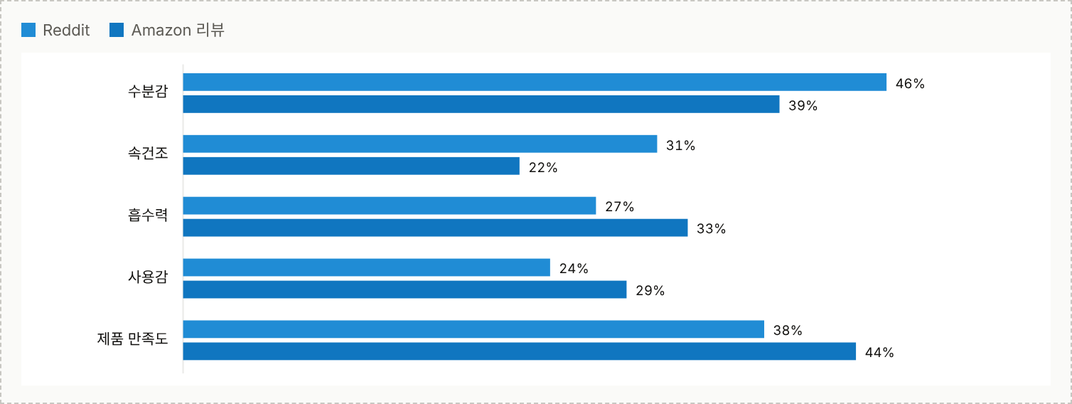 Reddit Amazon 리뷰
수분감 46%
39%
속건조 31%
22%
흡수력 27%
33%
사용감 24%
29%
제품 만족도 38%
44%